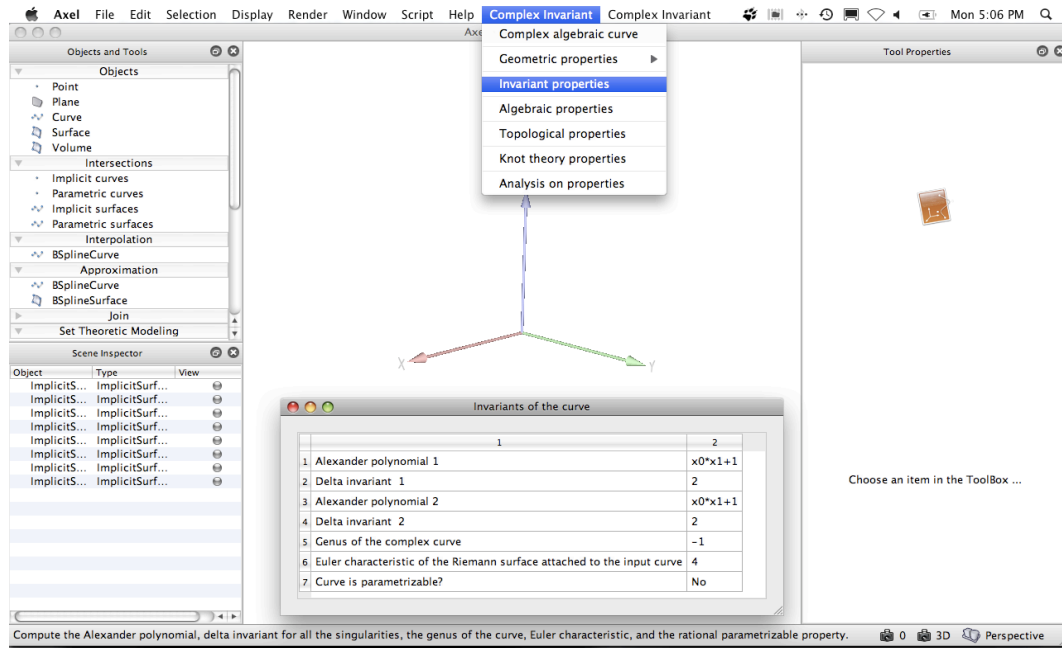 Axel File Edit Selection Display Render Window Script Help Complex Invariant Complex Invariant Mon 5:06 PM
Axe
Complex algebraic curve
Geometric properties
Invariant properties
Algebraic properties
Topological properties
Knot theory properties
Analysis on properties
Objects and Tools
Objects
Point
Plane
Curve
Surface
Volume
Intersections
Implicit curves
Parametric curves
Implicit surfaces
Parametric surfaces
Interpolation
BSplineCurve
Approximation
BSplineCurve
BSplineSurface
Join
Set Theoretic Modeling
Scene Inspector
Object Type View
ImplicitS... ImplicitSurf...
ImplicitS... ImplicitSurf...
ImplicitS... ImplicitSurf...
ImplicitS... ImplicitSurf...
ImplicitS... ImplicitSurf...
ImplicitS... ImplicitSurf...
ImplicitS... ImplicitSurf...
ImplicitS... ImplicitSurf...
X
Y
Invariants of the curve
1 2
1 Alexander polynomial 1 x0*x1+1
2 Delta invariant 1 2
3 Alexander polynomial 2 x0*x1+1
4 Delta invariant 2 2
5 Genus of the complex curve -1
6 Euler characteristic of the Riemann surface attached to the input curve 4
7 Curve is parametrizable? No
Tool Properties
Choose an item in the ToolBox ...
Compute the Alexander polynomial, delta invariant for all the singularities, the genus of the curve, Euler characteristic, and the rational parametrizable property. 0 3D Perspective